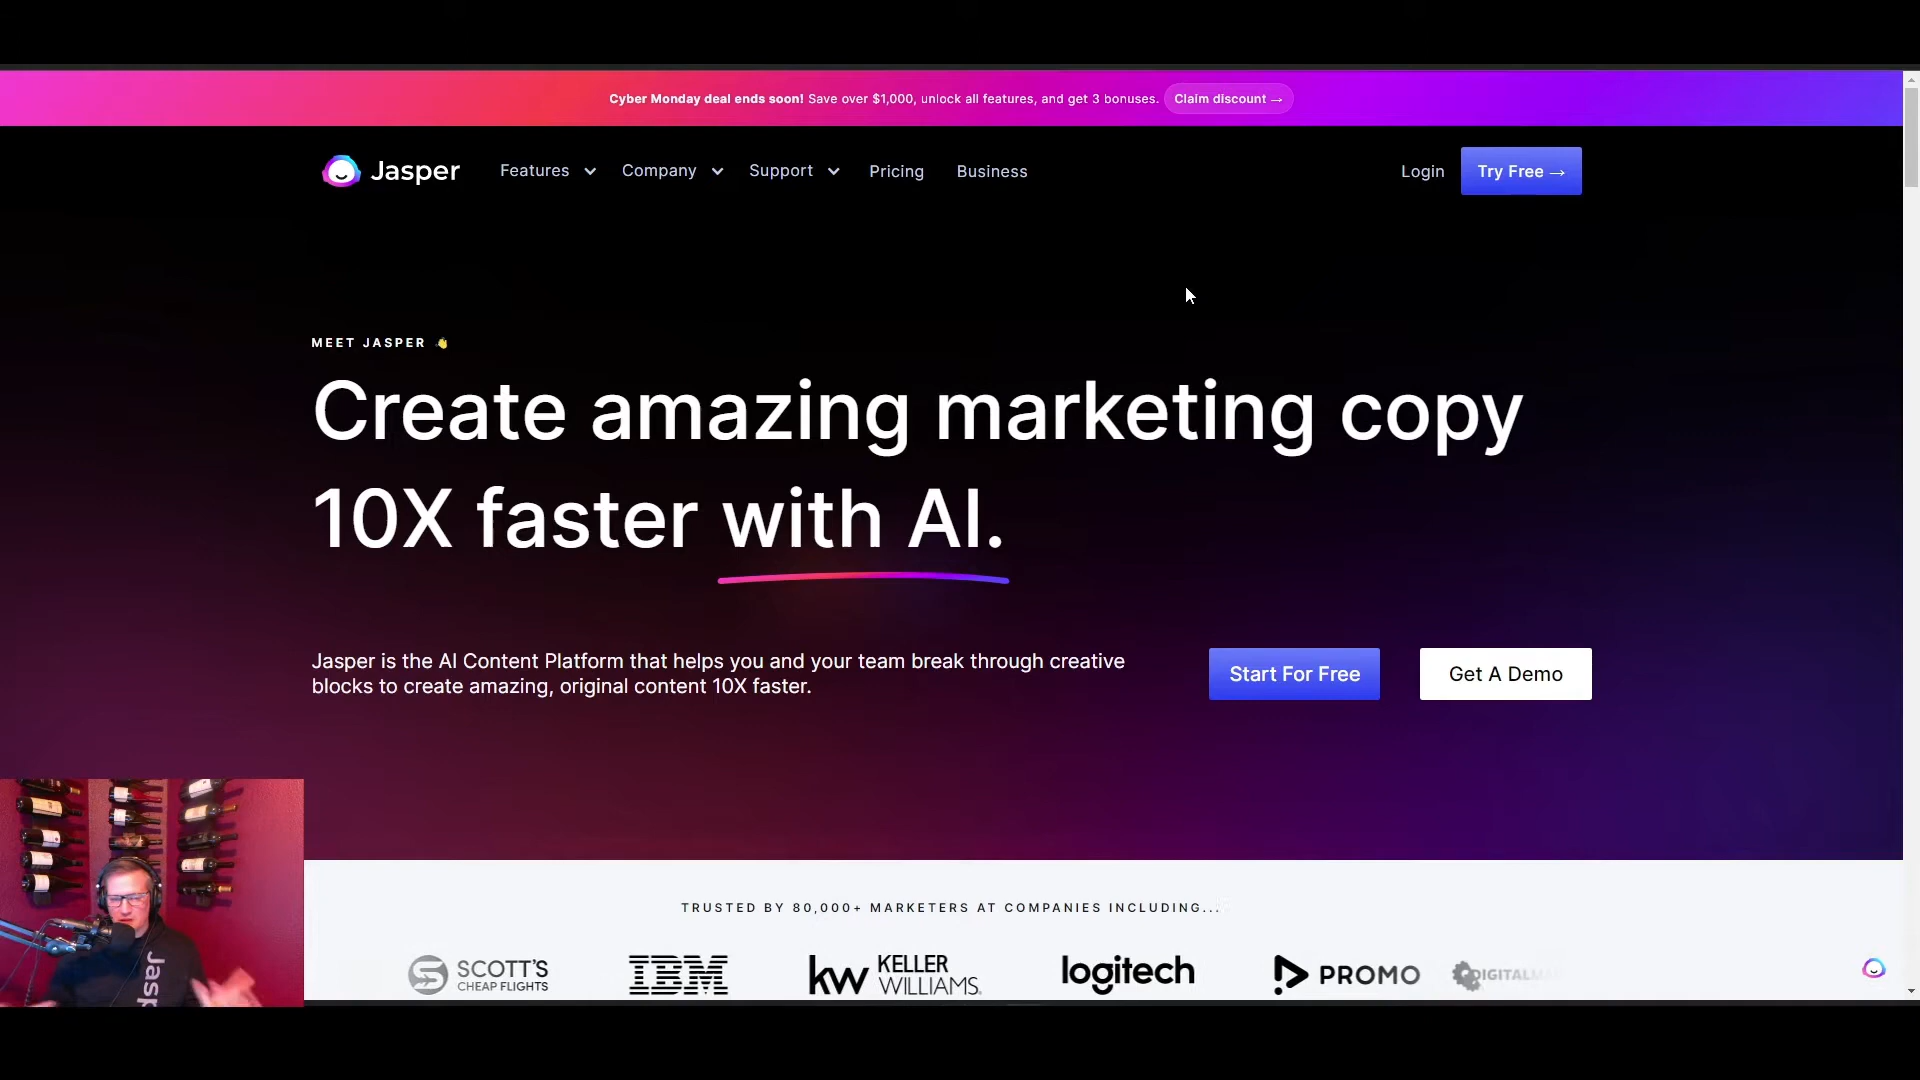 Cyber Monday deal ends soon! Save over $1,000, unlock all features, and get 3 bonuses. Claim discount →
Jasper Features Company Support Pricing Business Login Try Free →
MEET JASPER 👋
Create amazing marketing copy
10X faster with AI.
Jasper is the AI Content Platform that helps you and your team break through creative
blocks to create amazing, original content 10X faster.
Start For Free Get A Demo
Jasp
TRUSTED BY 80,000+ MARKETERS AT COMPANIES INCLUDING...
SCOTT'S
CHEAP FLIGHTS
IBM
kw KELLER
WILLIAMS.
logitech
PROMO